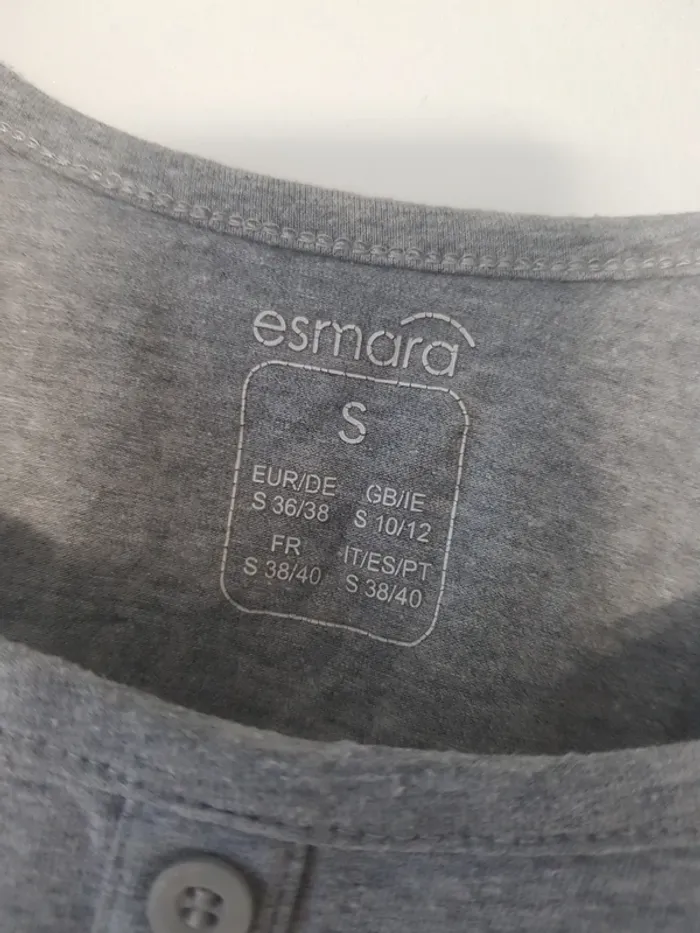 esmara
S
EUR/DE GB/IE
S 36/38 S 10/12
FR IT/ES/PT
S 38/40 S 38/40